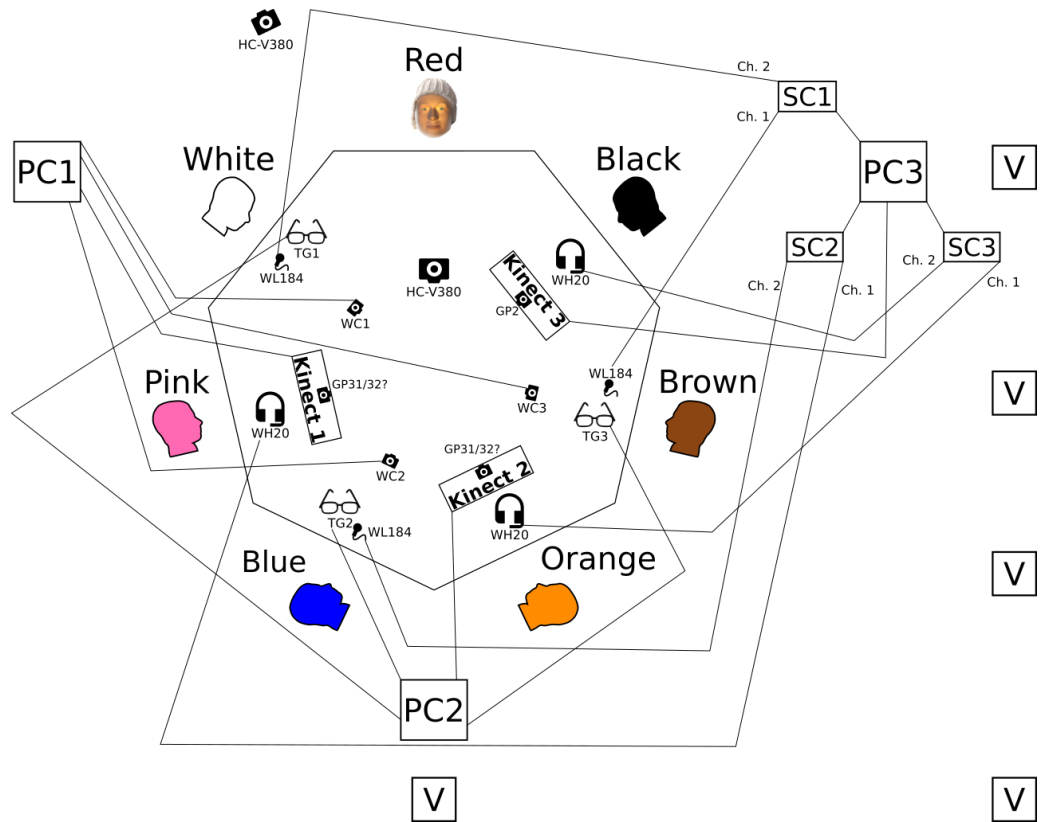 HC-V380
Red
Ch. 2
SC1
Ch. 1
White
Black
PC1
PC3
V
TG1
WL184
HC-V380
Kinect 3
GP2
WH20
SC2
SC3
Ch. 2
Ch. 2
Ch. 1
Ch. 1
WC1
Pink
Kinect 1
GP31/32?
WH20
WC3
WL184
Brown
TG3
V
WC2
GP31/32?
Kinect 2
WH20
TG2
WL184
Blue
Orange
V
PC2
V
V